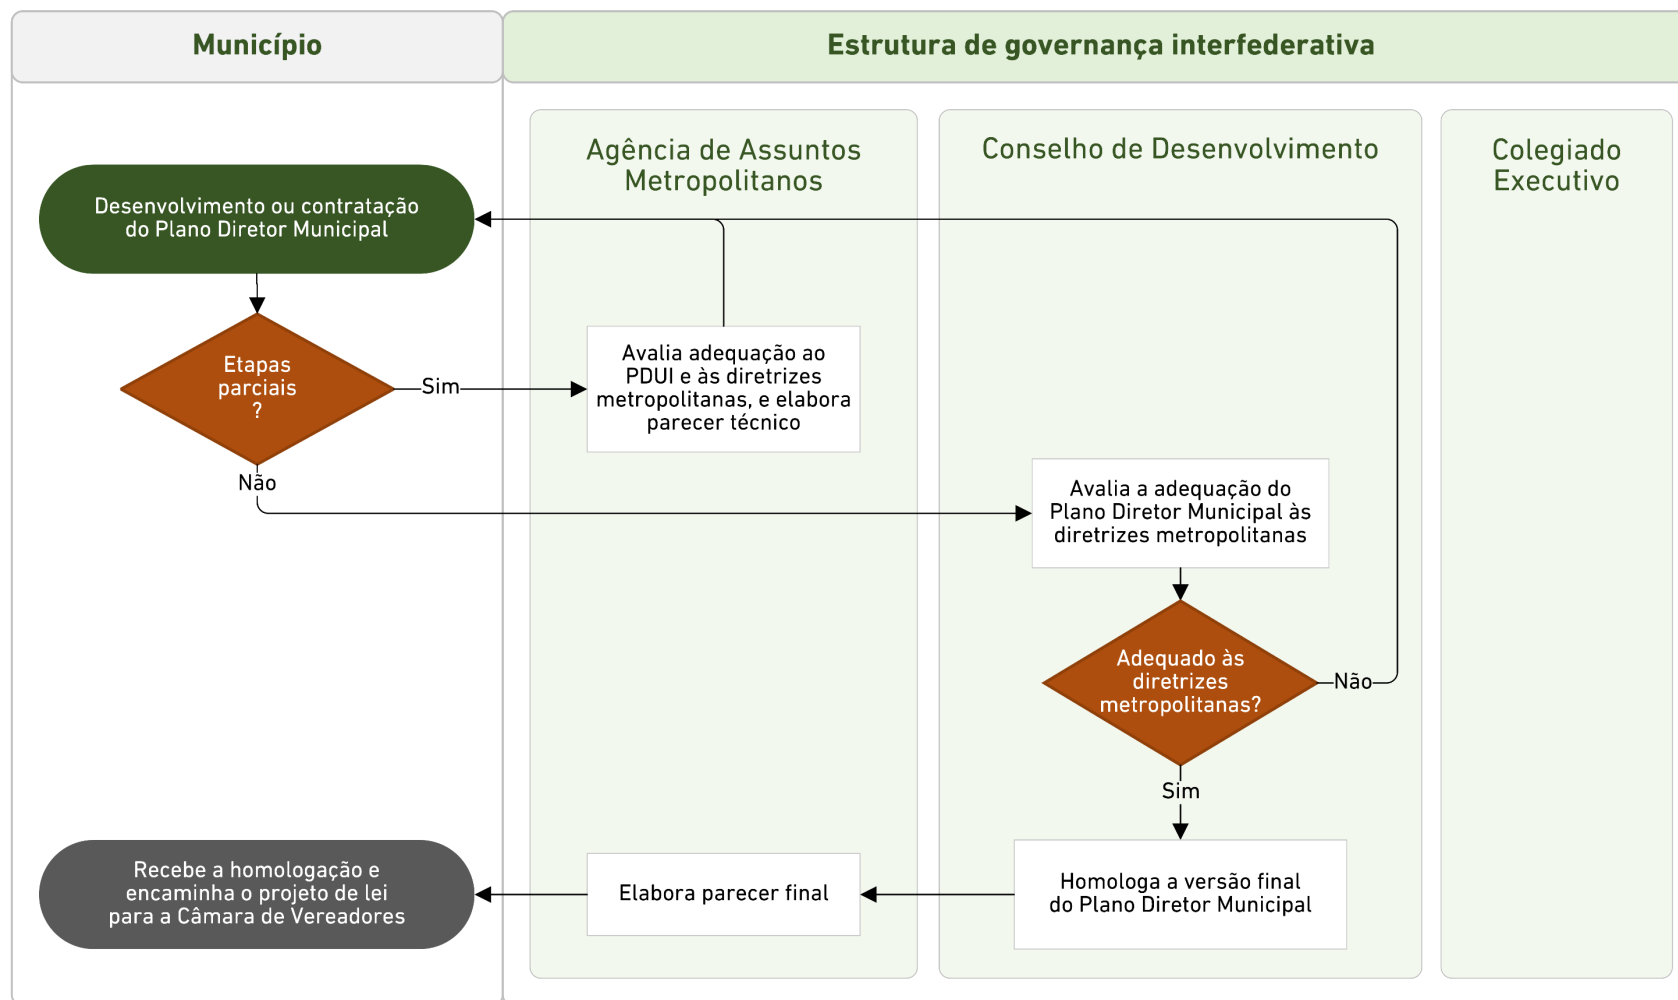 Município
Estrutura de governança interfederativa
Agência de Assuntos
Metropolitanos
Conselho de Desenvolvimento
Colegiado
Executivo
Desenvolvimento ou contratação
do Plano Diretor Municipal
Etapas
parciais
?
Sim
Avalia adequação ao
PDUI e às diretrizes
metropolitanas, e elabora
parecer técnico
Não
Avalia a adequação do
Plano Diretor Municipal às
diretrizes metropolitanas
Adequado às
diretrizes
metropolitanas?
Não
Sim
Recebe a homologação e
encaminha o projeto de lei
para a Câmara de Vereadores
Elabora parecer final
Homologa a versão final
do Plano Diretor Municipal